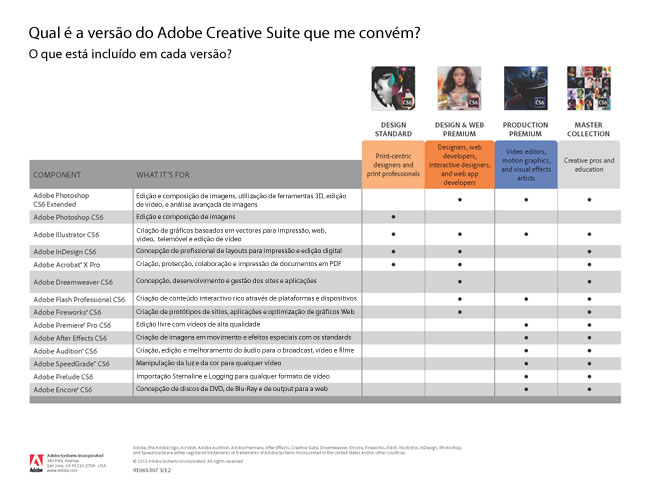 Qual é a versão do Adobe Creative Suite que me convém?
O que está incluído em cada versão?
CS6 CS6 CS6 CS6
DESIGN STANDARD
DESIGN & WEB PREMIUM
PRODUCTION PREMIUM
MASTER COLLECTION
COMPONENT
WHAT IT'S FOR
Print-centric designers and print professionals
Designers, web developers, interactive designers, and web app developers
Video editors, motion graphics, and visual effects artists
Creative pros and education
Adobe Photoshop CS6 Extended
Edição e composição de imagens, utilização de ferramentas 3D, edição de vídeo, e análise avançada de imagens
Adobe Photoshop CS6
Edição e composição de imagens
Adobe Illustrator CS6
Criação de gráficos baseados em vectores para impressão, web, vídeo, telemóvel e edição de vídeo
Adobe InDesign CS6
Concepção de profissional de layouts para impressão e edição digital
Adobe Acrobat® X Pro
Criação, protecção, colaboração e impressão de documentos em PDF
Adobe Dreamweaver CS6
Concepção, desenvolvimento e gestão dos sites e aplicações
Adobe Flash Professional CS6
Criação de conteúdo interactivo rico através de plataformas e dispositivos
Adobe Fireworks® CS6
Criação de protótipos de sítios, aplicações e optimização de gráficos Web
Adobe Premiere® Pro CS6
Edição livre com vídeos de alta qualidade
Adobe After Effects CS6
Criação de imagens em movimento e efeitos especiais com os standards
Adobe Audition® CS6
Criação, edição e melhoramento do áudio para o broadcast, vídeo e filme
Adobe SpeedGrade™ CS6
Manipulação da luz e da cor para qualquer vídeo
Adobe Prelude CS6
Importação Stemaline e Logging para qualquer formato de vídeo
Adobe Encore® CS6
Concepção de discos de DVD, de Blu-Ray e de output para a web
Adobe
Adobe Systems Incorporated
345 Park Avenue
San Jose, CA 95110-2704 USA
www.adobe.com
Adobe, the Adobe logo, Acrobat, Adobe Audition, Adobe Premiere, After Effects, Creative Suite, Dreamweaver, Encore, Fireworks, Flash, Illustrator, InDesign, Photoshop,
and SpeedGrade are either registered trademarks or trademarks of Adobe Systems Incorporated in the United States and/or other countries.
© 2012 Adobe Systems Incorporated. All rights reserved.
91065307 3/12